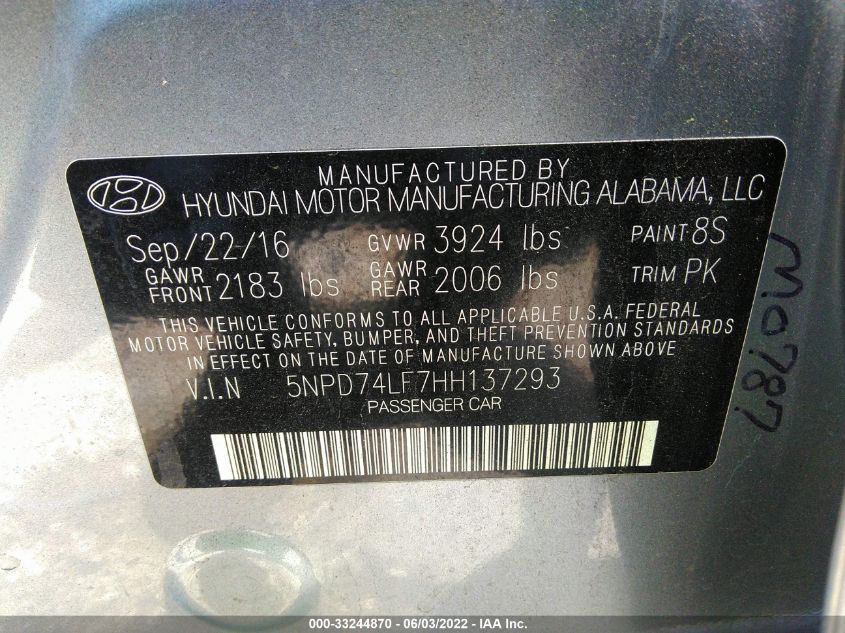 MANUFACTURED BY
HYUNDAI MOTOR MANUFACTURING ALABAMA, LLC
Sep/22/16 GVWR 3924 lbs PAINT 8S
GAWR FRONT 2183 lbs GAWR REAR 2006 lbs TRIM PK
THIS VEHICLE CONFORMS TO ALL APPLICABLE U.S.A. FEDERAL
MOTOR VEHICLE SAFETY, BUMPER, AND THEFT PREVENTION STANDARDS
IN EFFECT ON THE DATE OF MANUFACTURE SHOWN ABOVE.
V.I.N 5NPD74LF7HH137293
PASSENGER CAR
000-33244870 - 06/03/2022 - IAA Inc.